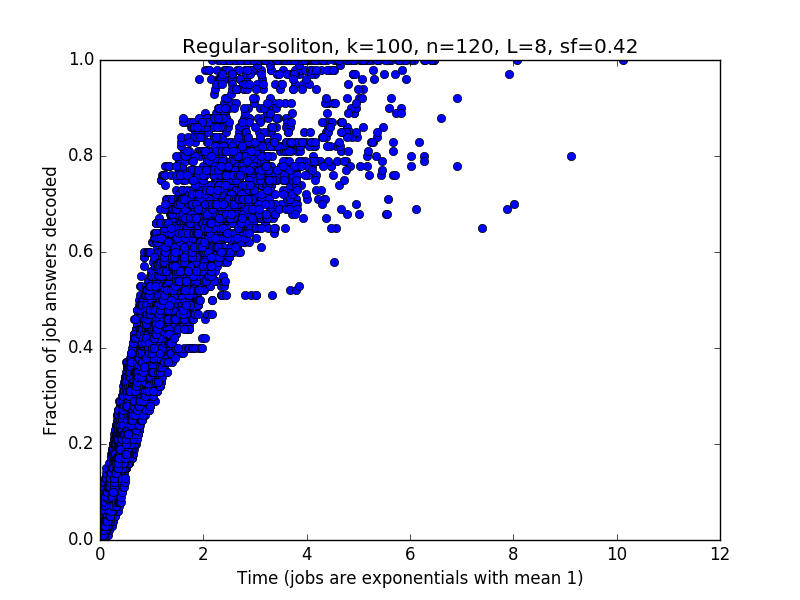 Regular-soliton, k=100, n=120, L=8, sf=0.42
1.0
0.8
0.6
0.4
0.2
0.0
Fraction of job answers decoded
0 2 4 6 8 10 12
Time (jobs are exponentials with mean 1)